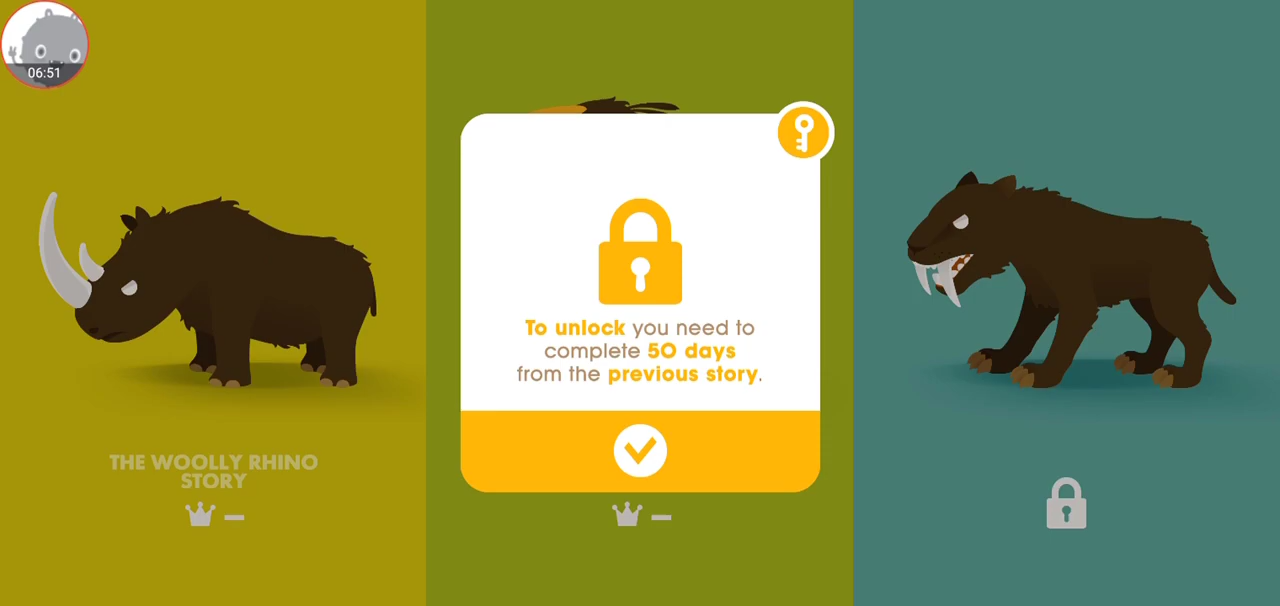 06:51
To unlock you need to
complete 50 days
from the previous story.
THE WOOLLY RHINO
STORY